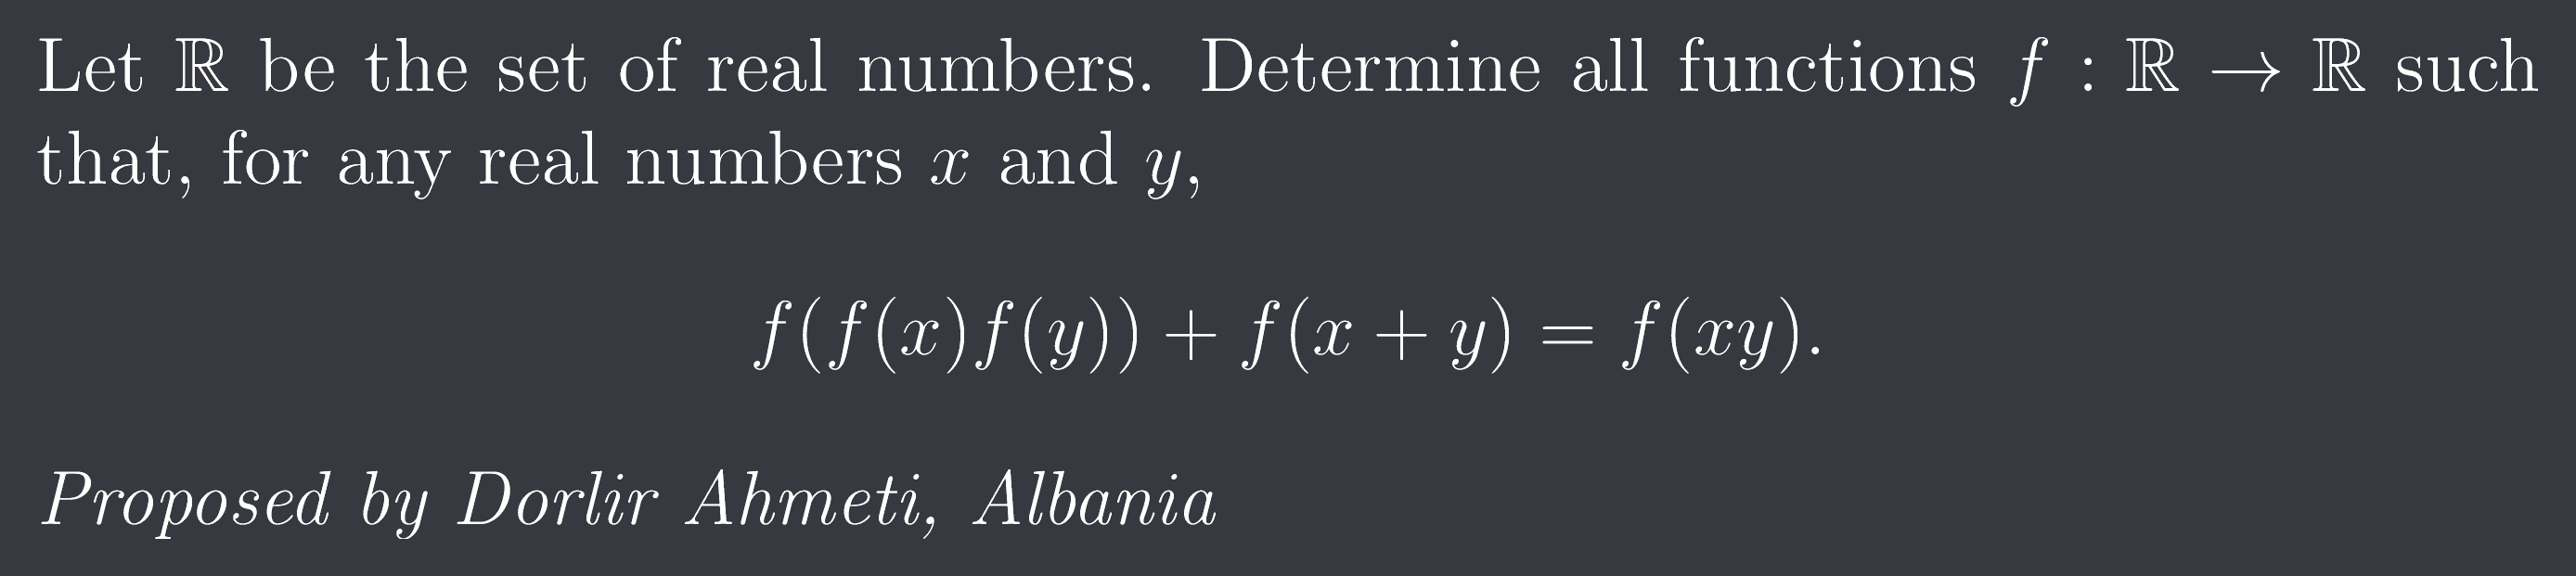 Let ℝ be the set of real numbers. Determine all functions f : ℝ → ℝ such
that, for any real numbers x and y,
f(f(x)f(y)) + f(x + y) = f(xy).
Proposed by Dorlir Ahmeti, Albania